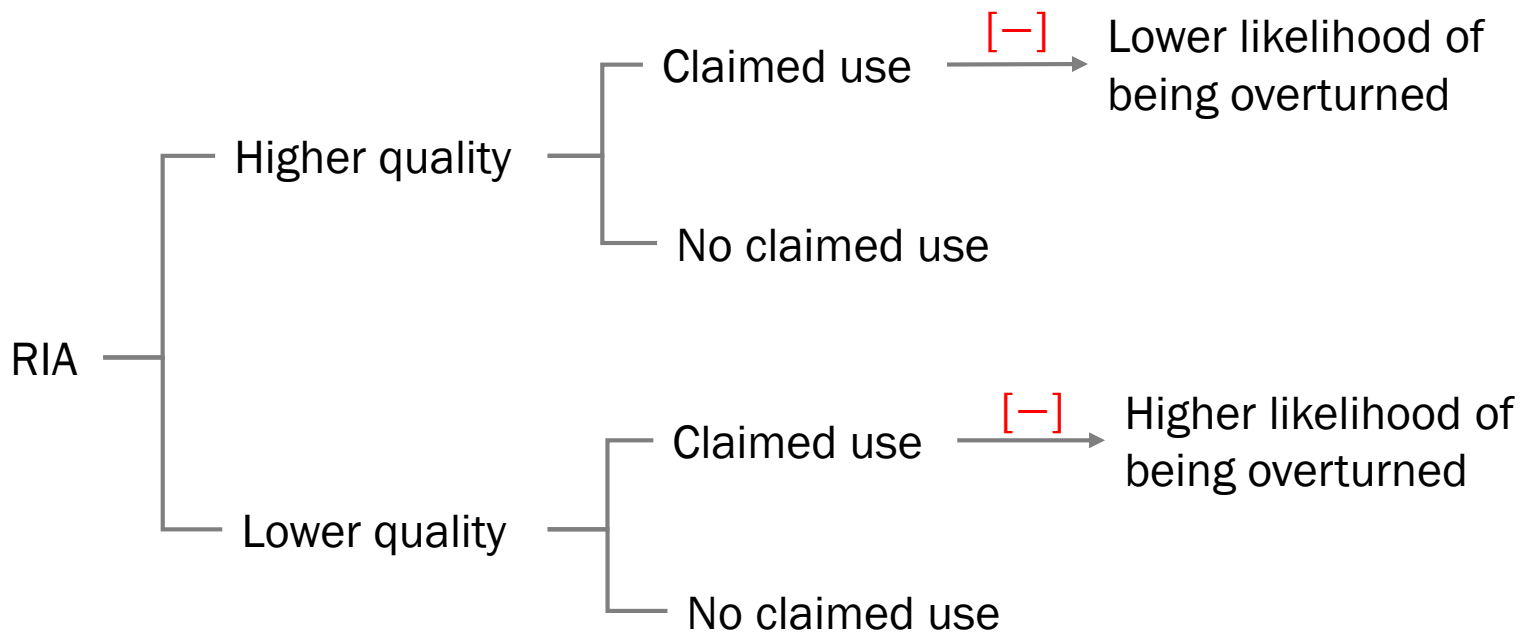 [−]
Lower likelihood of
being overturned
Claimed use
Higher quality
No claimed use
RIA
[−]
Higher likelihood of
being overturned
Claimed use
Lower quality
No claimed use